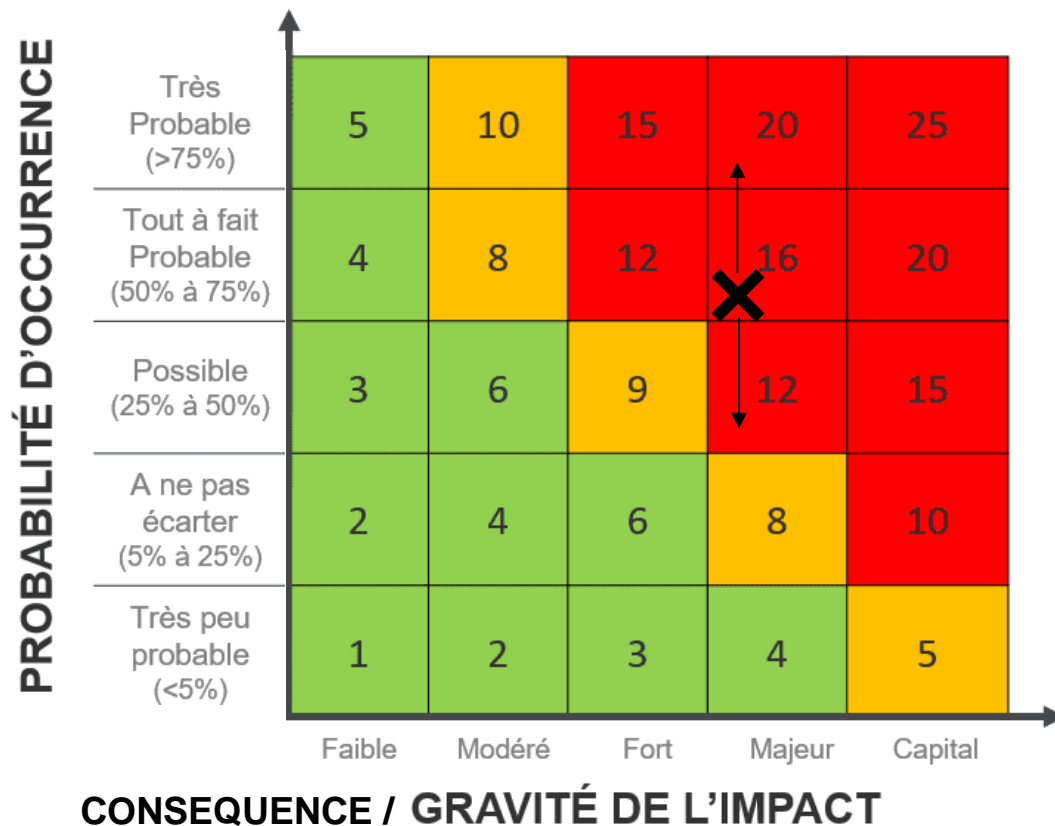 PROBABILITÉ D'OCCURRENCE
Très
Probable
(>75%)
5 10 15 20 25
Tout à fait
Probable
(50% à 75%)
4 8 12 16 20
Possible
(25% à 50%)
3 6 9 12 15
A ne pas
écarter
(5% à 25%)
2 4 6 8 10
Très peu
probable
(<5%)
1 2 3 4 5
Faible Modéré Fort Majeur Capital
CONSEQUENCE / GRAVITÉ DE L'IMPACT